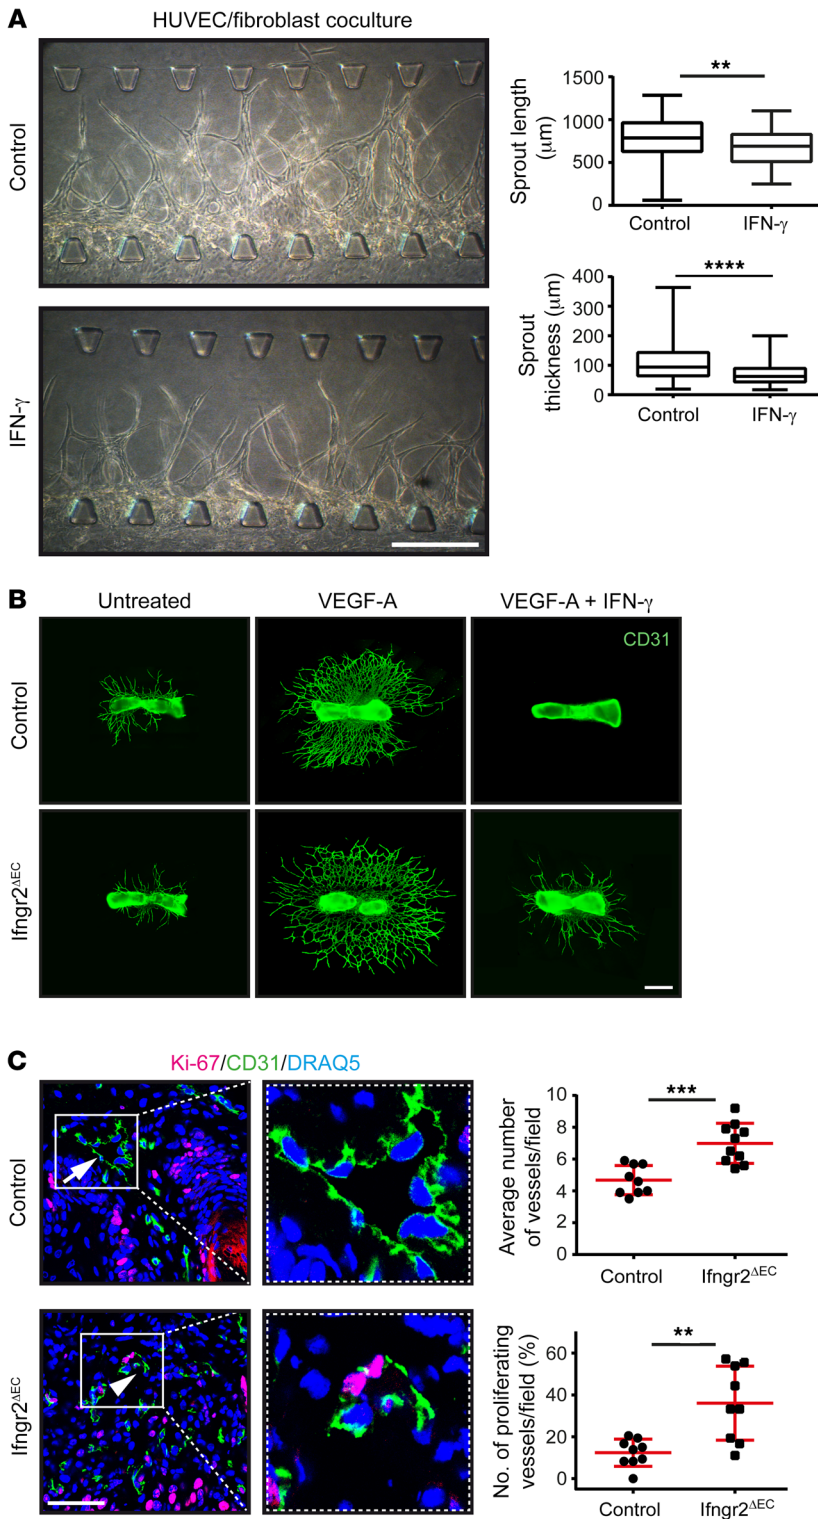 A
HUVEC/fibroblast coculture
Control
IFN-γ
Sprout length
(μm)
1500
1000
500
0
**
Control
IFN-γ
Sprout
thickness (μm)
400
300
200
100
0
****
Control
IFN-γ
B
Untreated
VEGF-A
VEGF-A + IFN-γ
CD31
Control
Ifngr2ΔEC
C
Ki-67/CD31/DRAQ5
Control
Ifngr2ΔEC
Average number
of vessels/field
10
8
6
4
2
0
***
Control
Ifngr2ΔEC
No. of proliferating
vessels/field (%)
60
40
20
0
**
Control
Ifngr2ΔEC